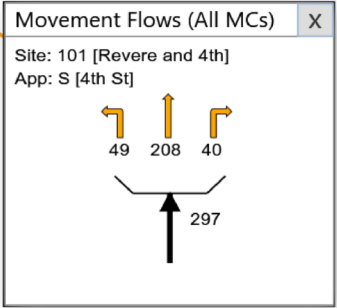 Movement Flows (All MCs) X
Site: 101 [Revere and 4th]
App: S [4th St]
49 208 40
297